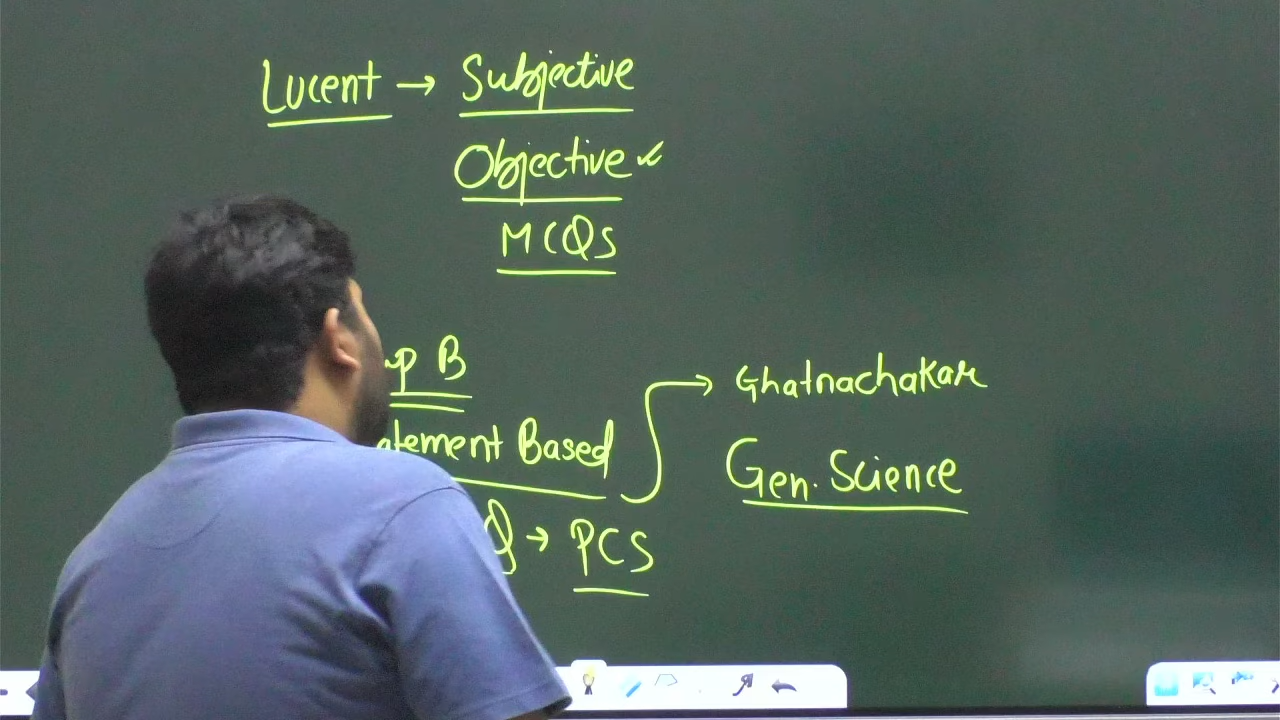 Lucent → Subjective
Objective ✓
MCQs
B
Based
→ Ghatnachakar
Gen. Science
→ PCS